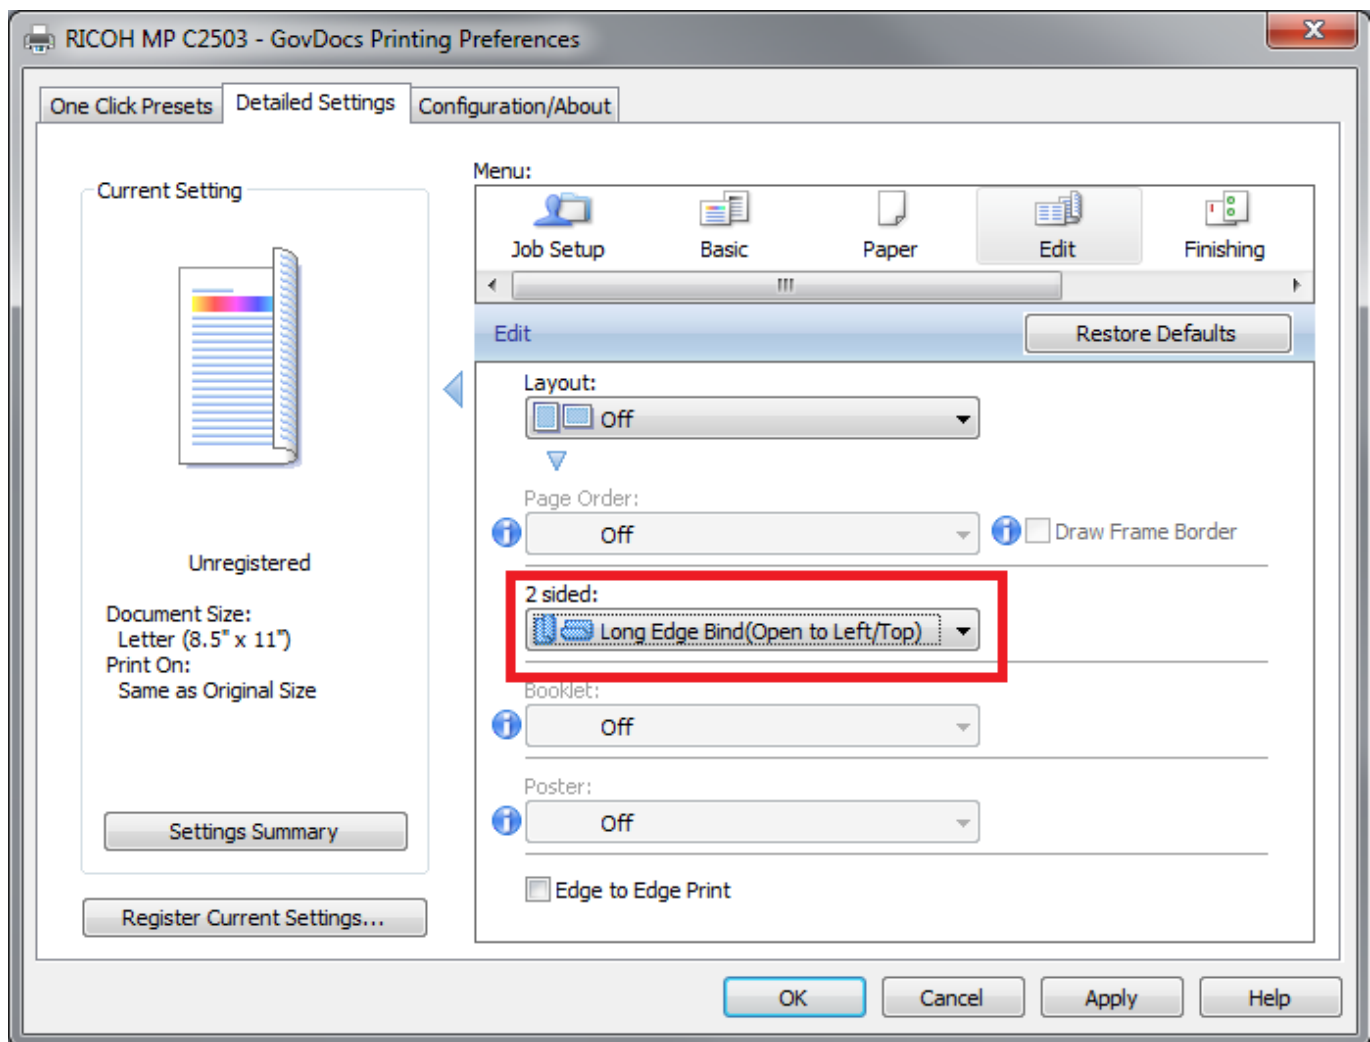 RICOH MP C2503 - GovDocs Printing Preferences
One Click Presets
Detailed Settings
Configuration/About
Current Setting
Unregistered
Document Size:
Letter (8.5" x 11")
Print On:
Same as Original Size
Settings Summary
Register Current Settings...
Menu:
Job Setup
Basic
Paper
Edit
Finishing
Edit
Restore Defaults
Layout:
Off
Page Order:
Off
Draw Frame Border
2 sided:
Long Edge Bind(Open to Left/Top)
Booklet:
Off
Poster:
Off
Edge to Edge Print
OK
Cancel
Apply
Help